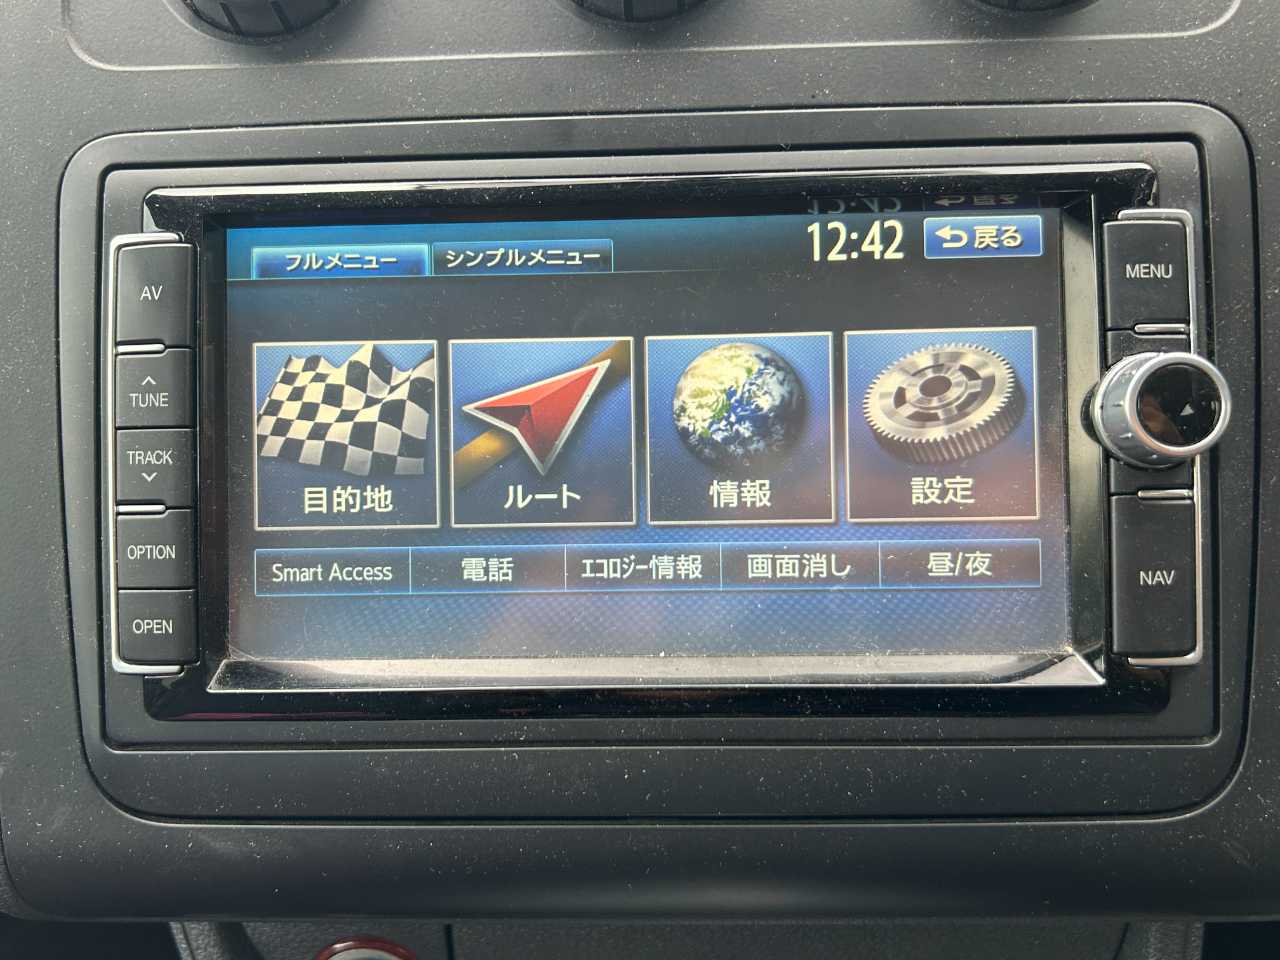 12:42 戻る
フルメニュー シンプルメニュー
AV
TUNE
TRACK
OPTION
OPEN
目的地 ルート 情報 設定
Smart Access 電話 エコロジー情報 画面消し 昼/夜
MENU
NAV